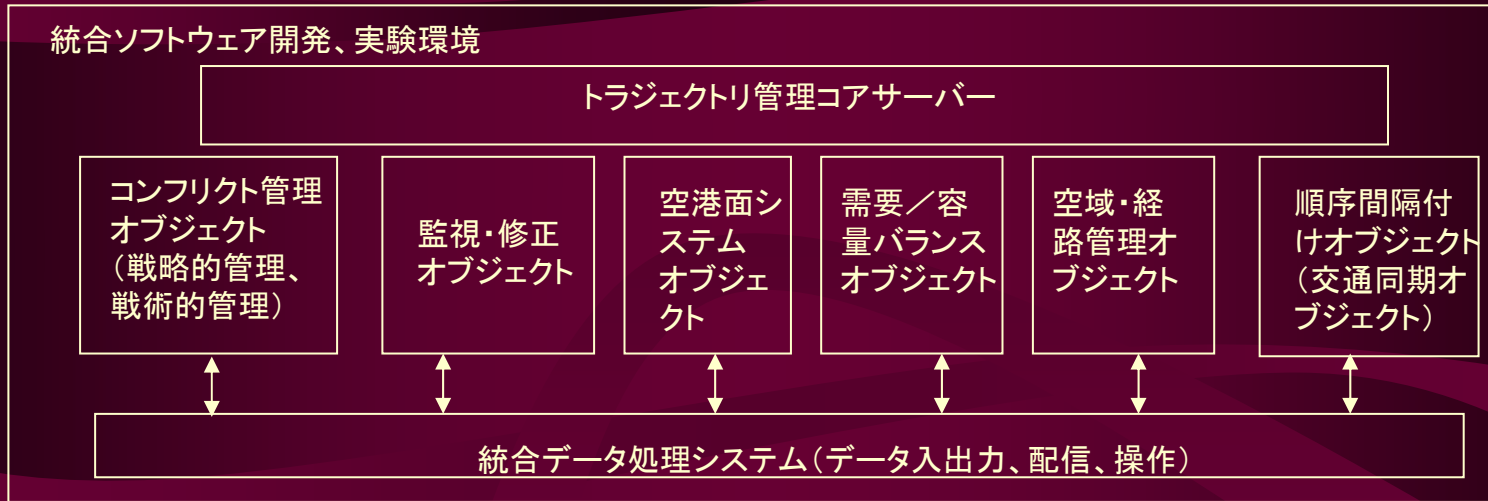 統合ソフトウェア開発、実験環境
トラジェクトリ管理コアサーバー
コンフリクト管理
オブジェクト
（戦略的管理、
戦術的管理）
監視・修正
オブジェクト
空港面シ
ステム
オブジェ
クト
需要／容
量バランス
オブジェクト
空域・経
路管理オ
ブジェクト
順序間隔付
けオブジェクト
（交通同期オ
ブジェクト）
統合データ処理システム（データ入出力、配信、操作）